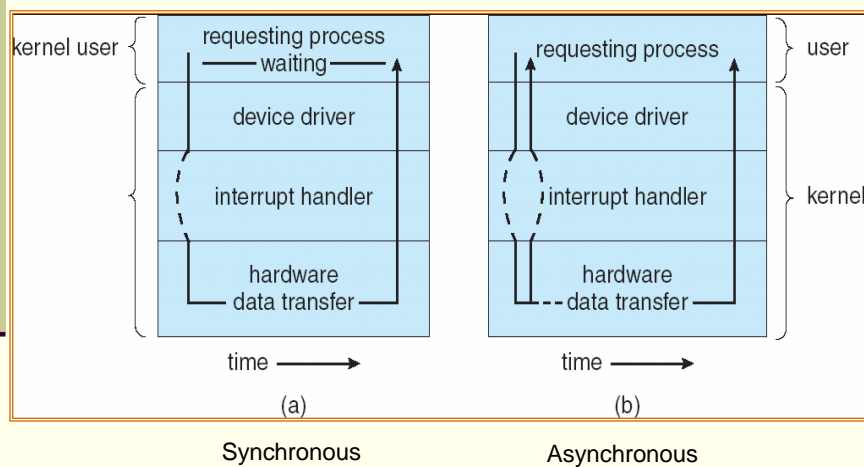 kernel user
requesting process
waiting
device driver
interrupt handler
hardware
data transfer
time
(a)
Synchronous
requesting process
user
device driver
interrupt handler
kernel
hardware
data transfer
time
(b)
Asynchronous